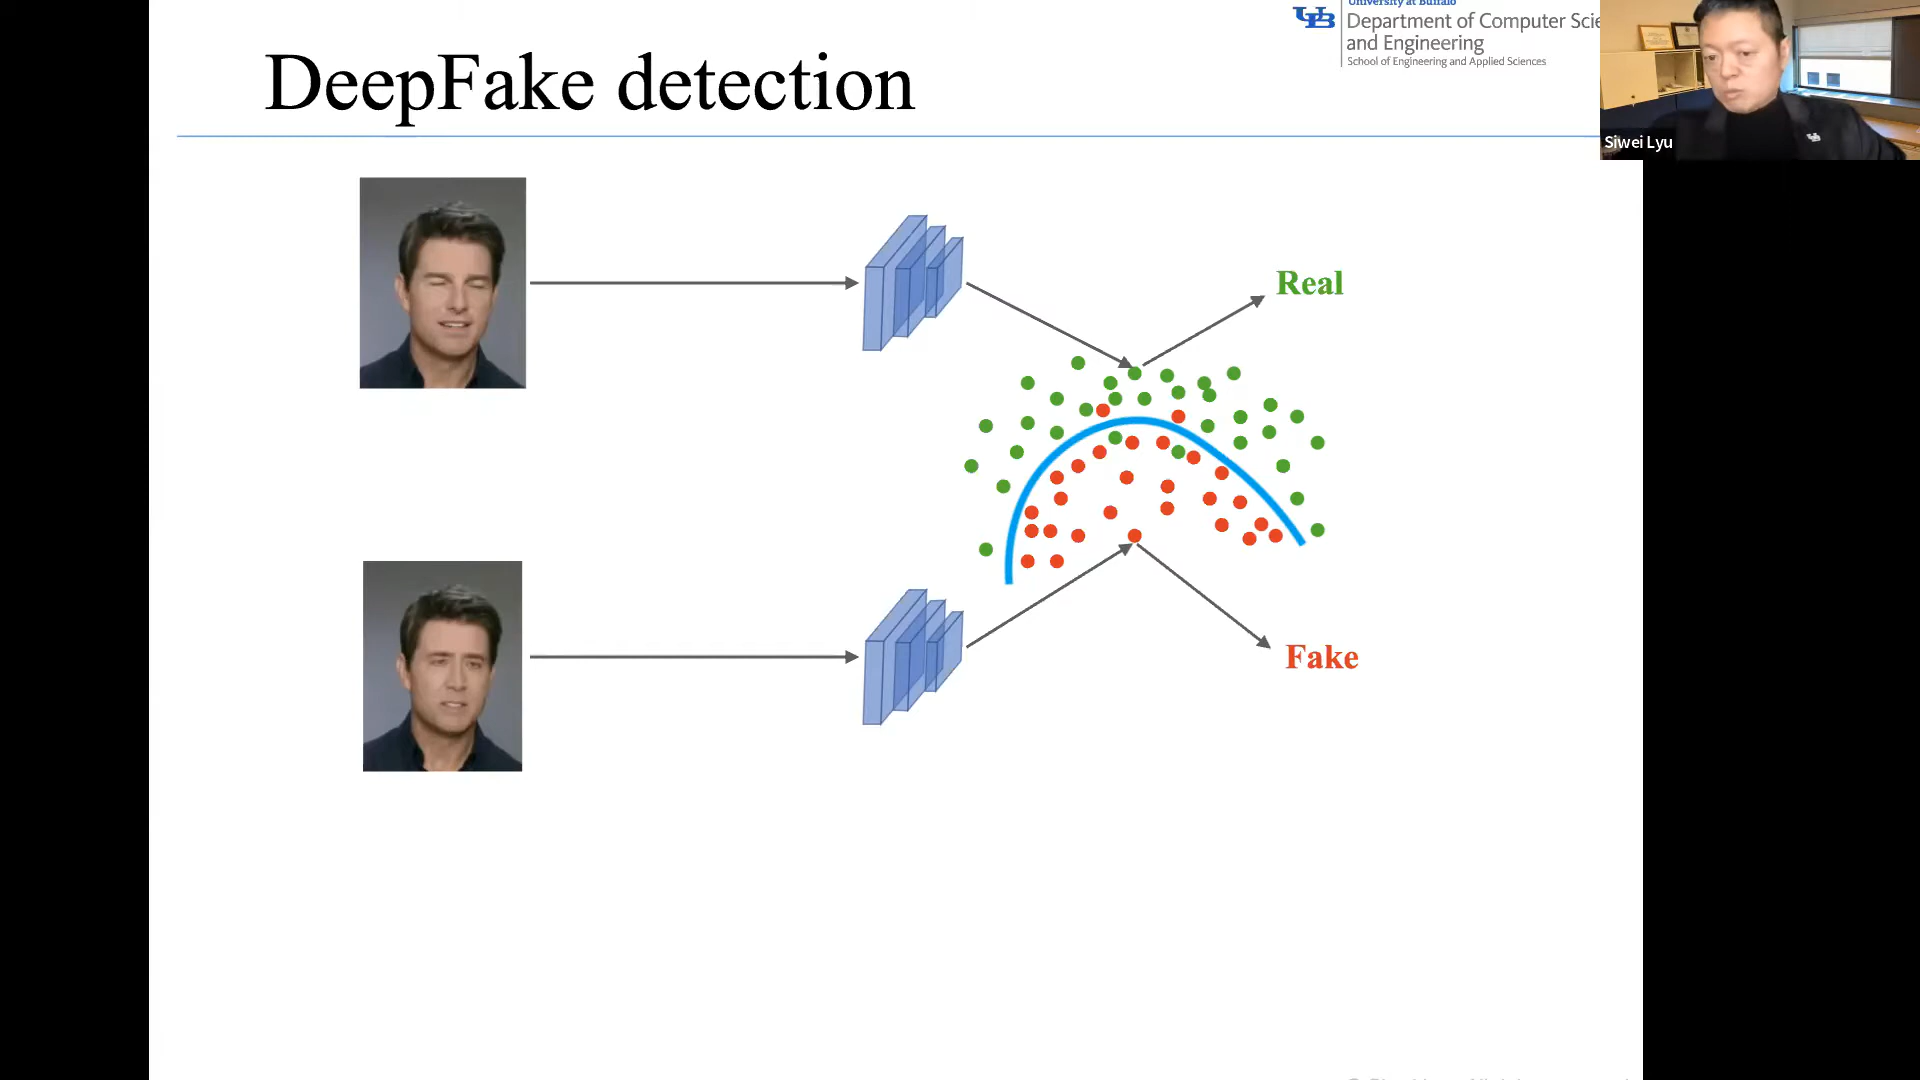 University at Buffalo
Department of Computer Scie
and Engineering
School of Engineering and Applied Sciences
DeepFake detection
Siwei Lyu
Real
Fake